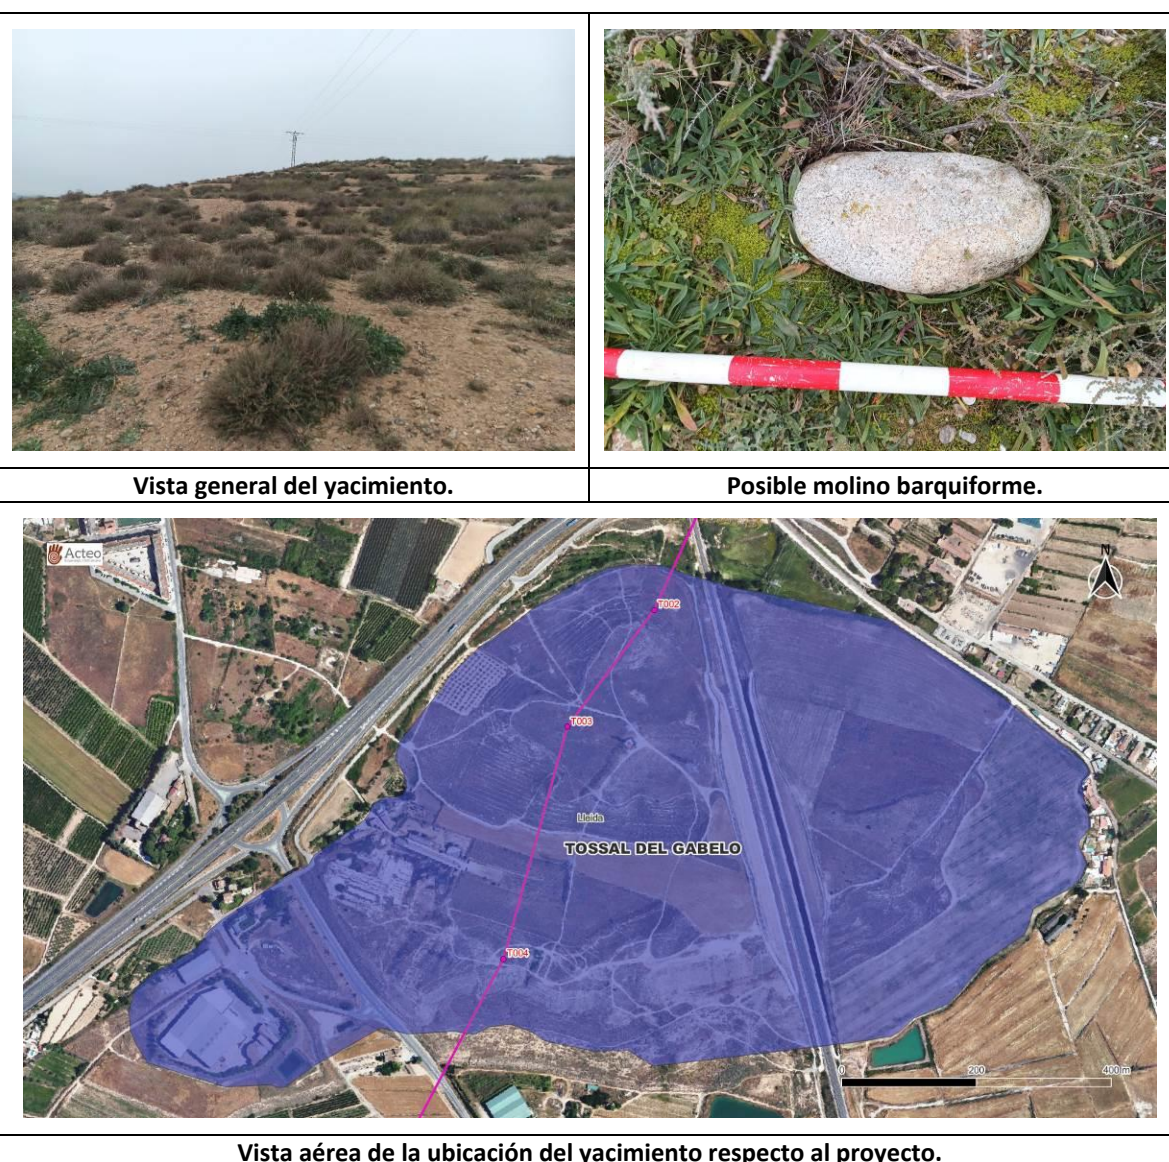 Vista general del yacimiento.
Posible molino barquiforme.
Acteo
N
T002
T003
Lleida
TOSSAL DEL GABELO
T004
0 200 400 m
Vista aérea de la ubicación del yacimiento respecto al proyecto.